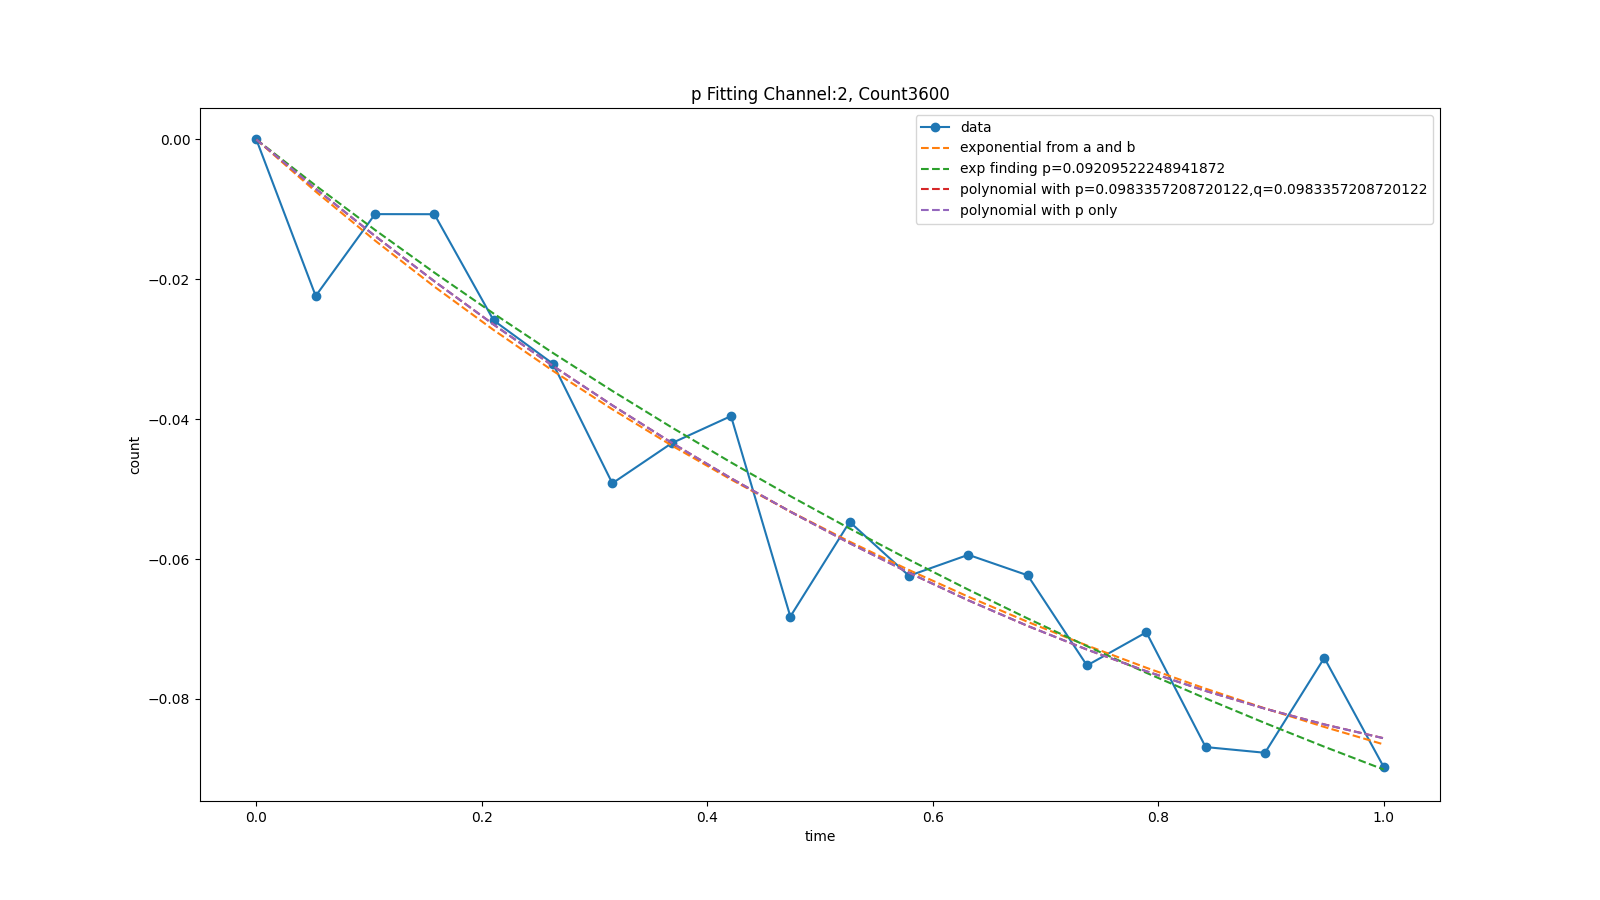 p Fitting Channel:2, Count3600
data
exponential from a and b
exp finding p=0.09209522248941872
polynomial with p=0.0983357208720122,q=0.0983357208720122
polynomial with p only
0.00
−0.02
−0.04
−0.06
−0.08
count
0.0 0.2 0.4 0.6 0.8 1.0
time